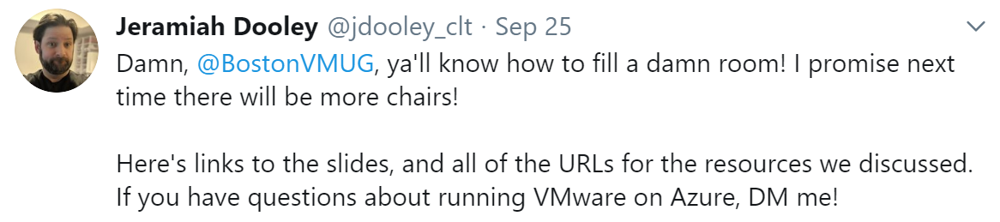 Jeramiah Dooley @jdooley_clt · Sep 25
Damn, @BostonVMUG, ya'll know how to fill a damn room! I promise next
time there will be more chairs!
Here's links to the slides, and all of the URLs for the resources we discussed.
If you have questions about running VMware on Azure, DM me!